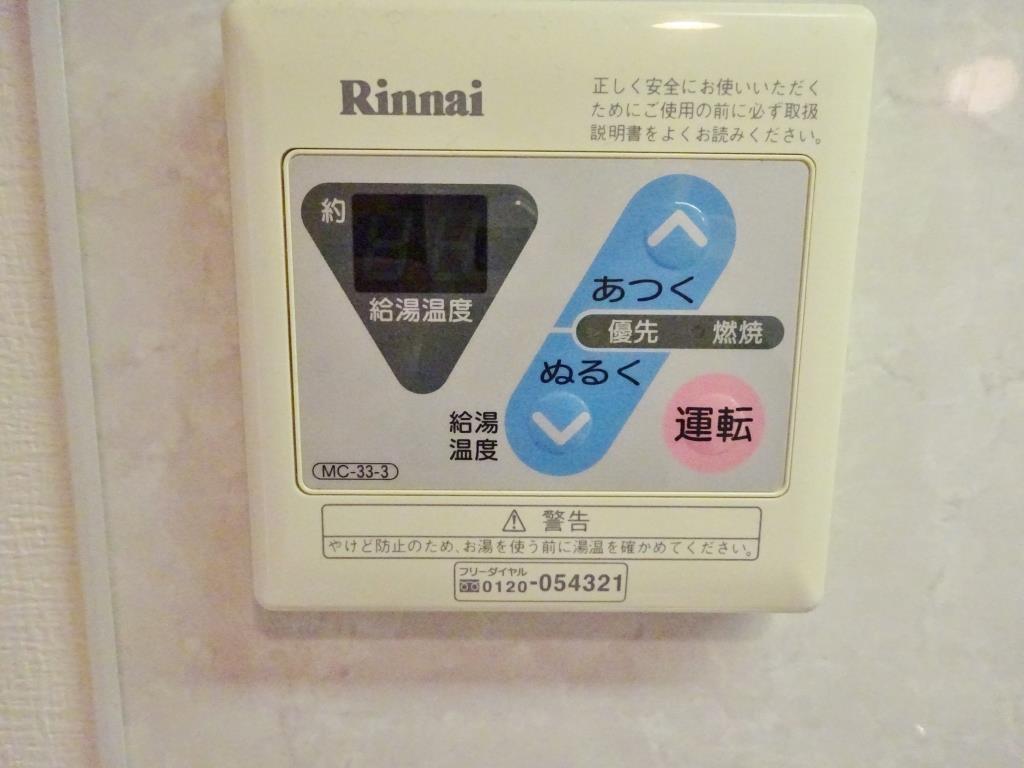 Rinnai
正しく安全にお使いいただく
ためにご使用の前に必ず取扱
説明書をよくお読みください。
約
給湯温度
あつく
優先 燃焼
ぬるく
給湯
温度
運転
MC-33-3
⚠ 警告
やけど防止のため、お湯を使う前に湯温を確かめてください。
フリーダイヤル
0120-054321